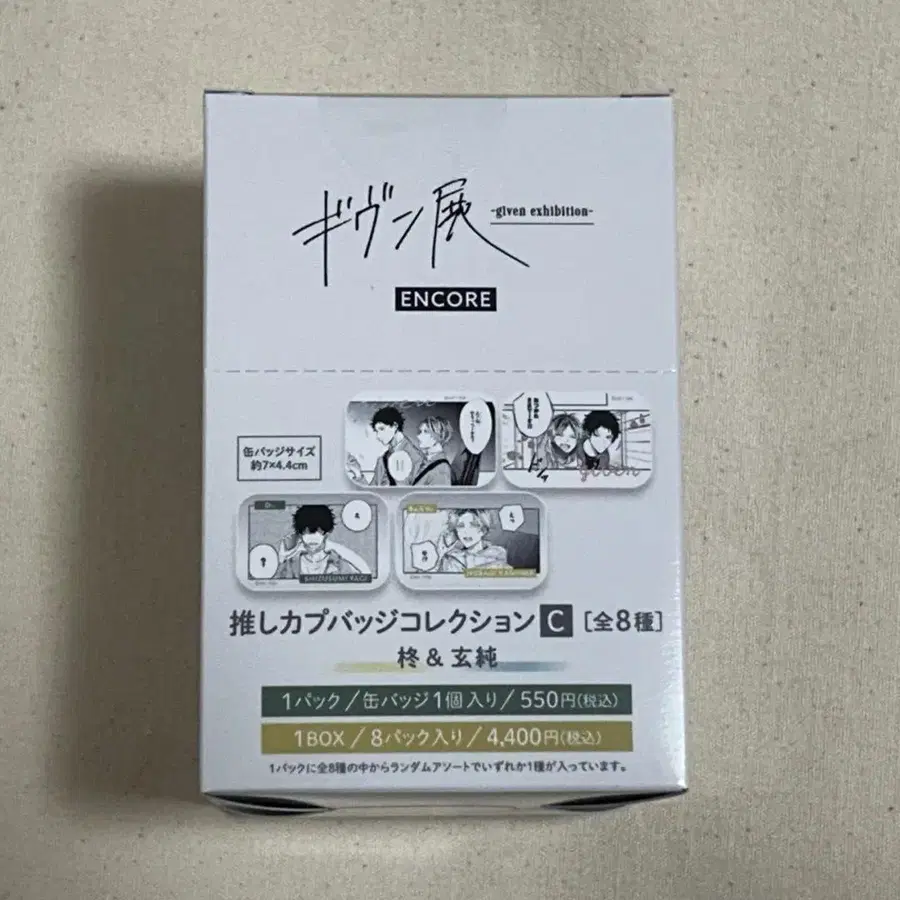 ギヴン展 -given exhibition-
ENCORE
缶バッジサイズ
約7×4.4cm
given
given
SHIZUSUMI YAGI
推しカプバッジコレクション C [全8種]
柊 & 玄純
1パック/缶バッジ1個入り/550円(税込)
1BOX/8パック入り/4,400円(税込)
1パックに全8種の中からランダムアソートでいずれか1種が入っています。